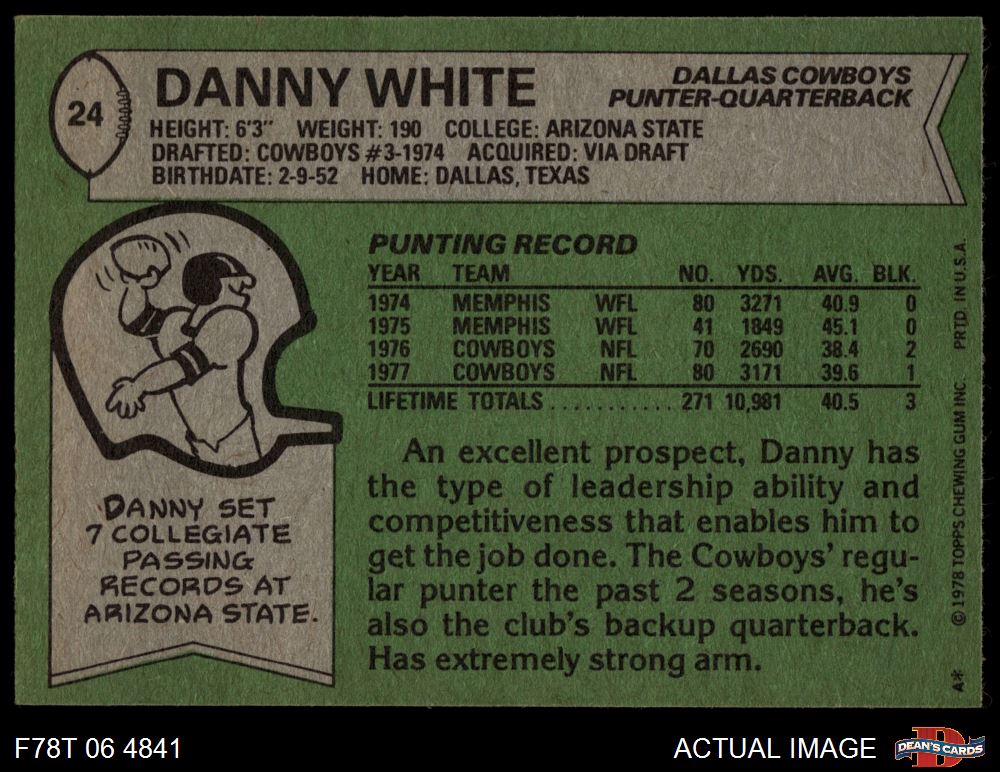 24
DANNY WHITE
DALLAS COWBOYS
PUNTER-QUARTERBACK
HEIGHT: 6'3" WEIGHT: 190 COLLEGE: ARIZONA STATE
DRAFTED: COWBOYS #3-1974 ACQUIRED: VIA DRAFT
BIRTHDATE: 2-9-52 HOME: DALLAS, TEXAS
PUNTING RECORD
YEAR TEAM NO. YDS. AVG. BLK.
1974 MEMPHIS WFL 80 3271 40.9 0
1975 MEMPHIS WFL 41 1849 45.1 0
1976 COWBOYS NFL 70 2690 38.4 2
1977 COWBOYS NFL 80 3171 39.6 1
LIFETIME TOTALS ........... 271 10,981 40.5 3
DANNY SET
7 COLLEGIATE
PASSING
RECORDS AT
ARIZONA STATE.
An excellent prospect, Danny has
the type of leadership ability and
competitiveness that enables him to
get the job done. The Cowboys' regu-
lar punter the past 2 seasons, he's
also the club's backup quarterback.
Has extremely strong arm.
A* © 1978 TOPPS CHEWING GUM INC. PRTD. IN U.S.A.
F78T 06 4841
ACTUAL IMAGE
D
DEAN'S CARDS